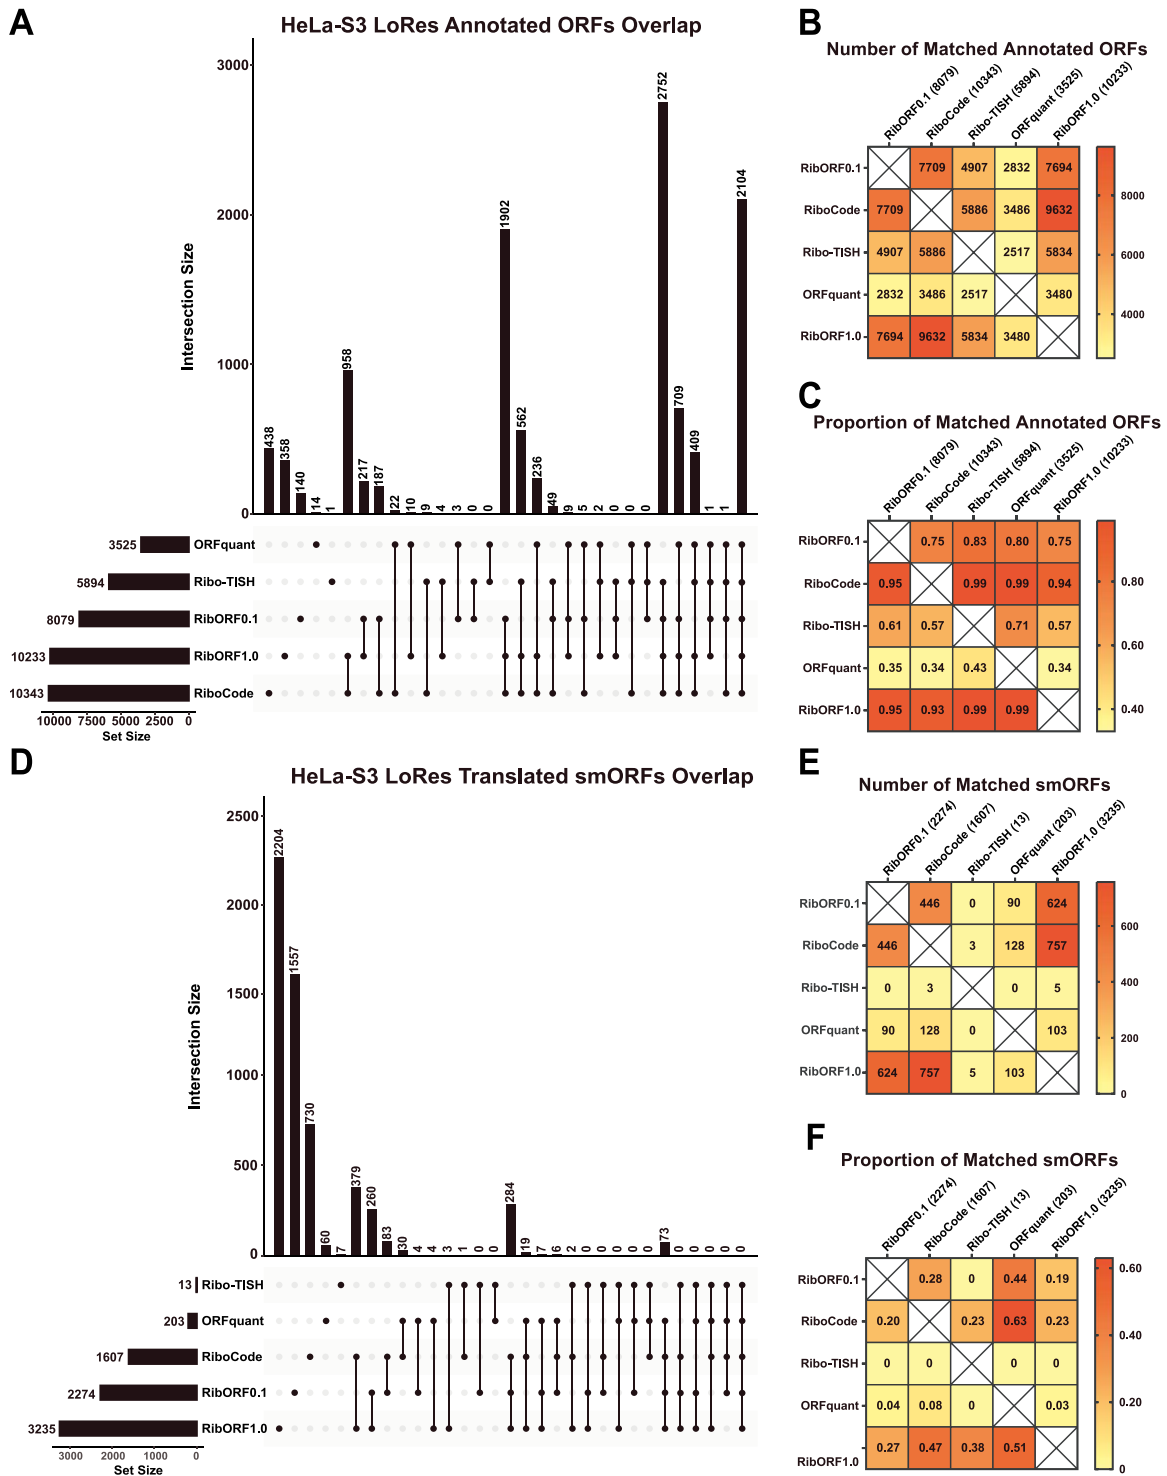 A
HeLa-S3 LoRes Annotated ORFs Overlap
Intersection Size
3000
2000
1000
0
438 358 140 14 1 958 217 187 22 10 9 4 3 0 0 1902 562 236 49 9 5 2 0 0 0 2752 709 409 1 1 2104
3525 ORFquant
5894 Ribo-TISH
8079 RibORF0.1
10233 RibORF1.0
10343 RiboCode
10000 7500 5000 2500 0
Set Size
B
Number of Matched Annotated ORFs
RibORF0.1 (8079) RiboCode (10343) Ribo-TISH (5894) ORFquant (3525) RibORF1.0 (10233)
RibORF0.1 7709 4907 2832 7694
RiboCode 7709 5886 3486 9632
Ribo-TISH 4907 5886 2517 5834
ORFquant 2832 3486 2517 3480
RibORF1.0 7694 9632 5834 3480
8000
6000
4000
C
Proportion of Matched Annotated ORFs
RibORF0.1 (8079) RiboCode (10343) Ribo-TISH (5894) ORFquant (3525) RibORF1.0 (10233)
RibORF0.1 0.75 0.83 0.80 0.75
RiboCode 0.95 0.99 0.99 0.94
Ribo-TISH 0.61 0.57 0.71 0.57
ORFquant 0.35 0.34 0.43 0.34
RibORF1.0 0.95 0.93 0.99 0.99
0.80
0.40
D
HeLa-S3 LoRes Translated smORFs Overlap
Intersection Size
2500
2000
1500
1000
500
0
2204 1557 730 60 7 379 260 83 30 4 4 3 1 0 0 284 19 7 6 2 0 0 0 0 0 73 0 0 0 0 0
13 Ribo-TISH
203 ORFquant
1607 RiboCode
2274 RibORF0.1
3235 RibORF1.0
3000 2000 1000 0
Set Size
E
Number of Matched smORFs
RibORF0.1 (2274) RiboCode (1607) Ribo-TISH (13) ORFquant (203) RibORF1.0 (3235)
RibORF0.1 446 0 90 624
RiboCode 446 3 128 757
Ribo-TISH 0 3 0 5
ORFquant 90 128 0 103
RibORF1.0 624 757 5 103
600
400
200
0
F
Proportion of Matched smORFs
RibORF0.1 (2274) RiboCode (1607) Ribo-TISH (13) ORFquant (203) RibORF1.0 (3235)
RibORF0.1 0.28 0 0.44 0.19
RiboCode 0.20 0.23 0.63 0.23
Ribo-TISH 0 0 0 0
ORFquant 0.04 0.08 0 0.03
RibORF1.0 0.27 0.47 0.38 0.51
0.60
0.40
0.20
0